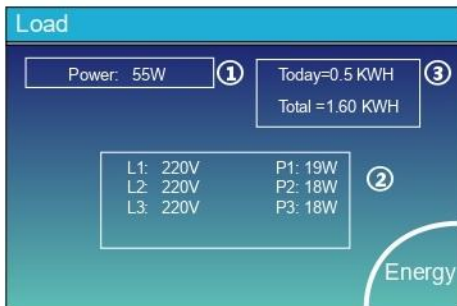 Load
Power: 55W ①
Today=0.5 KWH ③
Total =1.60 KWH
L1: 220V P1: 19W
L2: 220V P2: 18W ②
L3: 220V P3: 18W
Energy